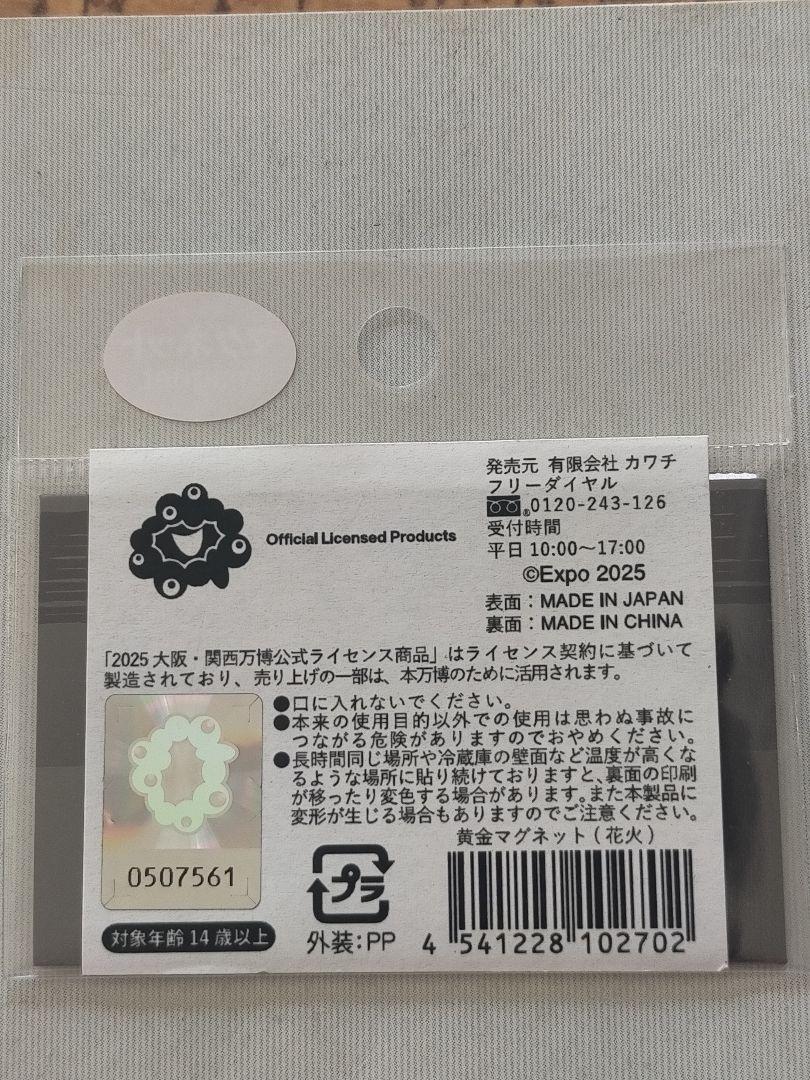 Official Licensed Products
発売元 有限会社 カワチ
フリーダイヤル
0120-243-126
受付時間
平日 10:00～17:00
©Expo 2025
表面：MADE IN JAPAN
裏面：MADE IN CHINA
「2025 大阪・関西万博公式ライセンス商品」はライセンス契約に基づいて
製造されており、売り上げの一部は、本万博のために活用されます。
●口に入れないでください。
●本来の使用目的以外での使用は思わぬ事故に
つながる危険がありますのでおやめください。
●長時間同じ場所や冷蔵庫の壁面など温度が高くな
るような場所に貼り続けておりますと、裏面の印刷
が移ったり変色する場合があります。また本製品に
変形が生じる場合もありますのでご注意ください。
黄金マグネット（花火）
0507561
対象年齢 14 歳以上
プラ
外装：PP
4 541228 102702